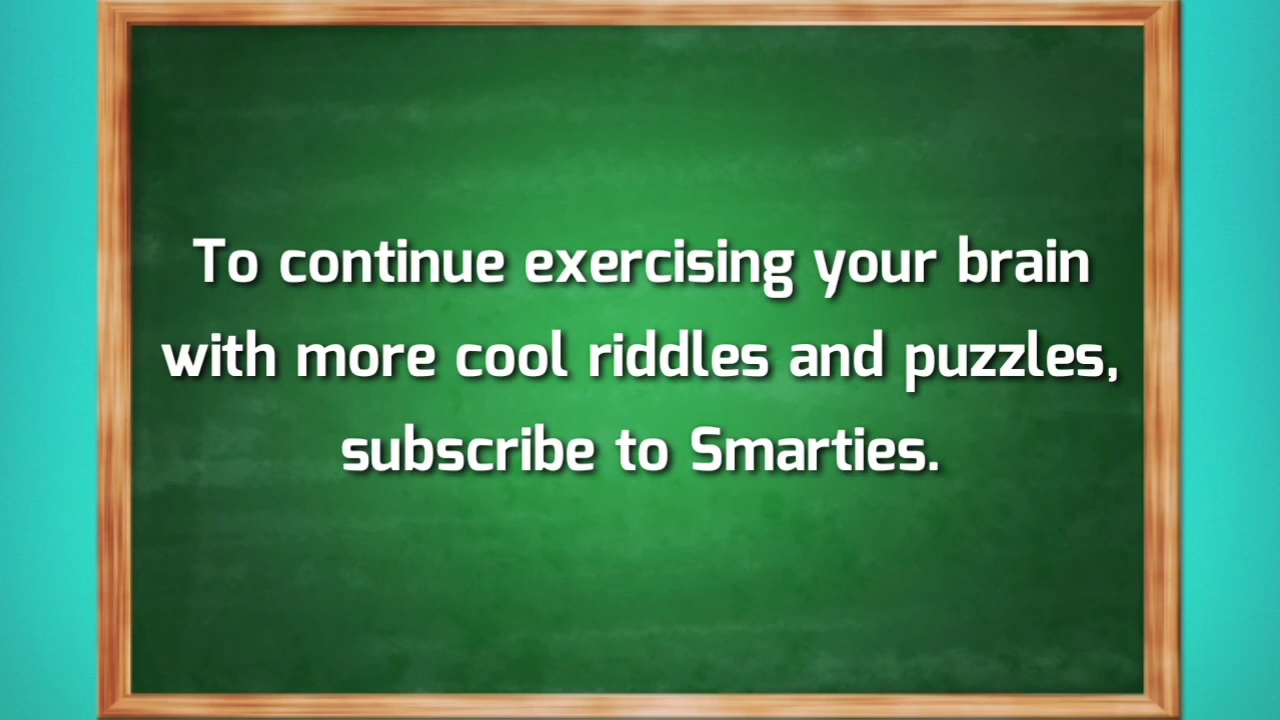 To continue exercising your brain
with more cool riddles and puzzles,
subscribe to Smarties.